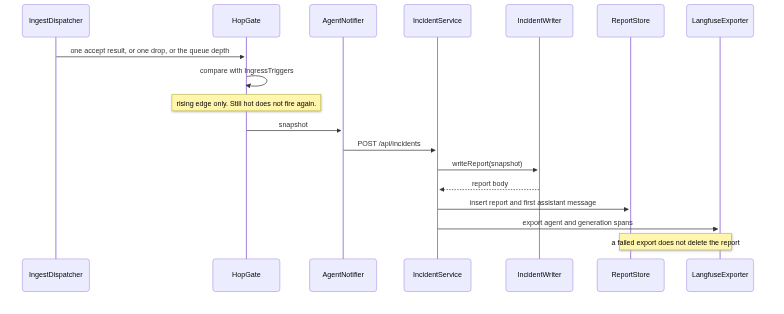 IngestDispatcher
HopGate
AgentNotifier
IncidentService
IncidentWriter
ReportStore
LangfuseExporter
one accept result, or one drop, or the queue depth
compare with IngressTriggers
rising edge only. Still hot does not fire again.
snapshot
POST /api/incidents
writeReport(snapshot)
report body
insert report and first assistant message
export agent and generation spans
a failed export does not delete the report
IngestDispatcher
HopGate
AgentNotifier
IncidentService
IncidentWriter
ReportStore
LangfuseExporter